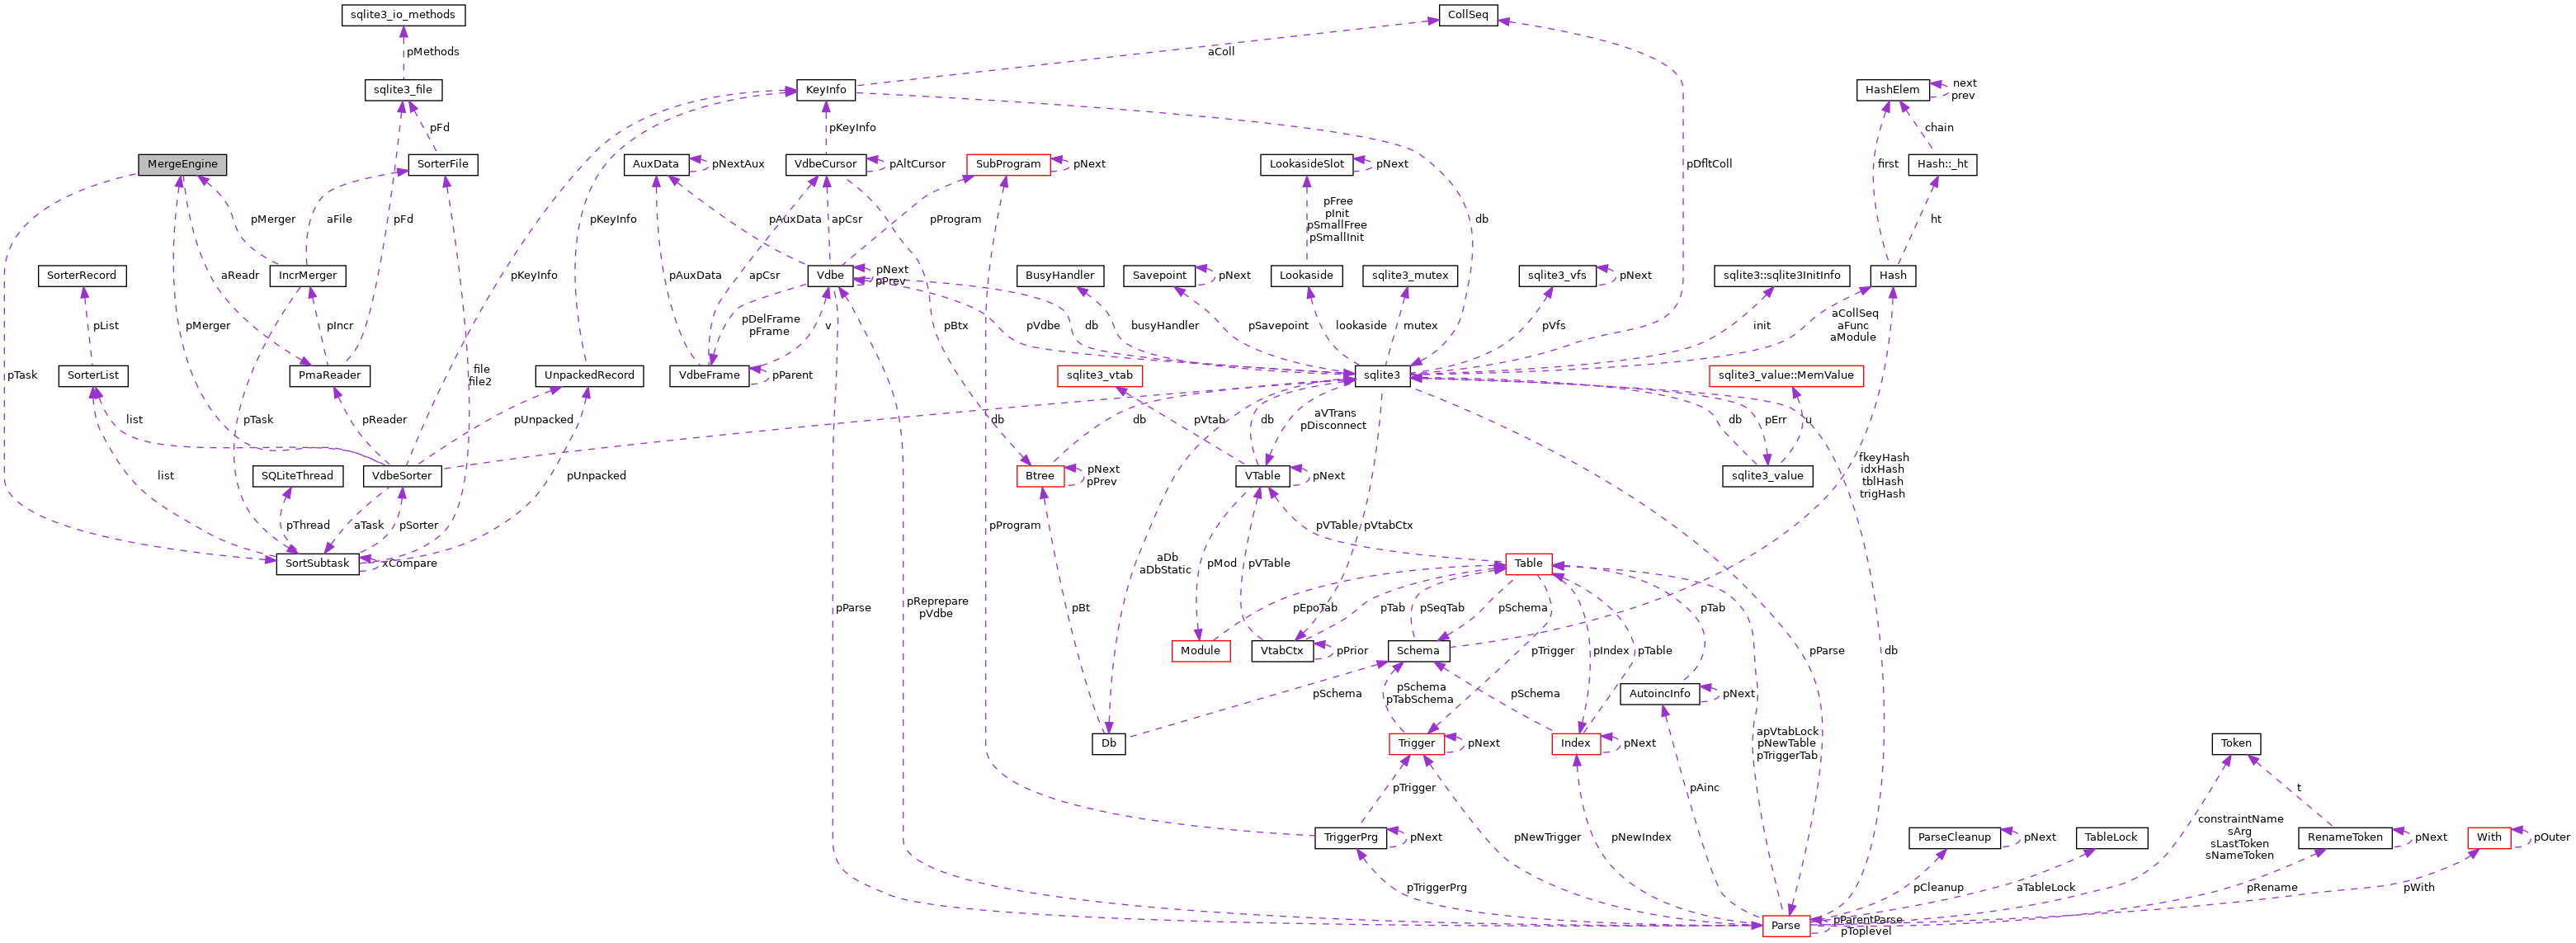 sqlite3_io_methods
CollSeq
pMethods
aColl
sqlite3_file
KeyInfo
HashElem
next
prev
pFd
pKeyInfo
chain
MergeEngine
SorterFile
AuxData
pNextAux
VdbeCursor
pAltCursor
SubProgram
pNext
LookasideSlot
pNext
pDfltColl
first
Hash::_ht
pMerger
aFile
pFd
pKeyInfo
pAuxData
apCsr
pProgram
pFree
pInit
pSmallFree
pSmallInit
db
ht
SorterRecord
aReadr
IncrMerger
pKeyInfo
pAuxData
apCsr
Vdbe
pNext
pPrev
BusyHandler
Savepoint
pNext
Lookaside
sqlite3_mutex
sqlite3_vfs
pNext
sqlite3::sqlite3InitInfo
Hash
pList
pMerger
pIncr
pDelFrame
pFrame
v
pBtx
pVdbe
db
busyHandler
pSavepoint
lookaside
mutex
pVfs
init
aCollSeq
aFunc
aModule
pTask
SorterList
PmaReader
file
file2
UnpackedRecord
VdbeFrame
pParent
sqlite3_vtab
sqlite3
sqlite3_value::MemValue
list
pTask
pReader
pUnpacked
db
db
pVtab
db
aVTrans
pDisconnect
db
pErr
u
list
SQLiteThread
VdbeSorter
pUnpacked
Btree
pNext
pPrev
VTable
pNext
sqlite3_value
fkeyHash
idxHash
tblHash
trigHash
pThread
aTask
pSorter
pProgram
pVTable
pVtabCtx
SortSubtask
xCompare
aDb
aDbStatic
pMod
pVTable
Table
pParse
pReprepare
pVdbe
pBt
pEpoTab
pTab
pSeqTab
pSchema
pTab
Module
VtabCtx
pPrior
Schema
pTrigger
pIndex
pTable
pParse
db
pSchema
pSchema
pTabSchema
pSchema
AutoincInfo
pNext
Db
Trigger
pNext
Index
pNext
apVtabLock
pNewTable
pTriggerTab
Token
pTrigger
pAinc
t
TriggerPrg
pNext
pNewTrigger
pNewIndex
constraintName
sArg
sLastToken
sNameToken
ParseCleanup
pNext
TableLock
RenameToken
pNext
With
pOuter
pTriggerPrg
pCleanup
aTableLock
pRename
pWith
Parse
pParentParse
pToplevel